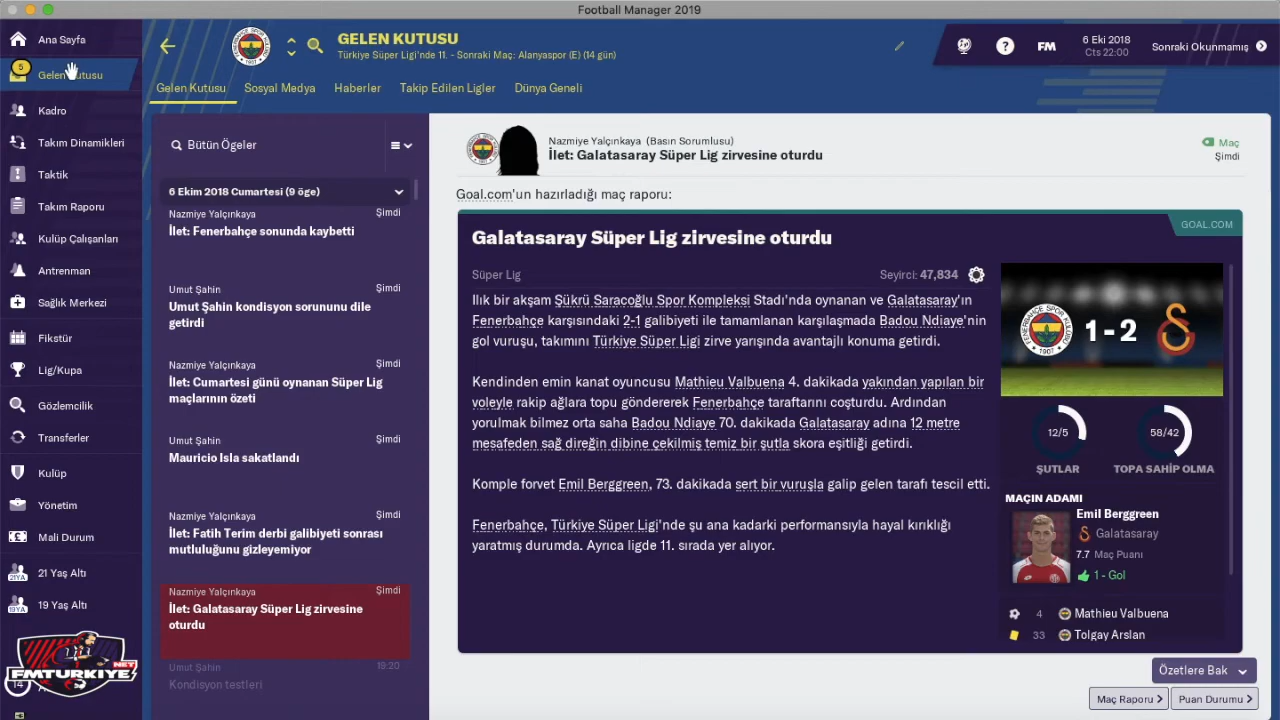 Football Manager 2019
Ana Sayfa
5
Gelen Kutusu
Kadro
Takım Dinamikleri
Taktik
Takım Raporu
Kulüp Çalışanları
Antrenman
Sağlık Merkezi
Fikstür
Lig/Kupa
Gözlemcilik
Transferler
Kulüp
Yönetim
Mali Durum
21YA
21 Yaş Altı
19YA
19 Yaş Altı
FMTURKIYE
NET
GELEN KUTUSU
Türkiye Süper Ligi'nde 11. - Sonraki Maç: Alanyaspor (E) (14 gün)
FM
6 Eki 2018
Cts 22:00
Sonraki Okunmamış
Gelen Kutusu
Sosyal Medya
Haberler
Takip Edilen Ligler
Dünya Geneli
Bütün Ögeler
6 Ekim 2018 Cumartesi (9 öge)
Nazmiye Yalçınkaya Şimdi
İlet: Fenerbahçe sonunda kaybetti
Umut Şahin Şimdi
Umut Şahin kondisyon sorununu dile
getirdi
Nazmiye Yalçınkaya Şimdi
İlet: Cumartesi günü oynanan Süper Lig
maçlarının özeti
Umut Şahin Şimdi
Mauricio Isla sakatlandı
Nazmiye Yalçınkaya Şimdi
İlet: Fatih Terim derbi galibiyeti sonrası
mutluluğunu gizleyemiyor
Nazmiye Yalçınkaya Şimdi
İlet: Galatasaray Süper Lig zirvesine
oturdu
Umut Şahin 19:20
Kondisyon testleri
Nazmiye Yalçınkaya (Basın Sorumlusu)
İlet: Galatasaray Süper Lig zirvesine oturdu
Maç
Şimdi
Goal.com'un hazırladığı maç raporu:
GOAL.COM
Galatasaray Süper Lig zirvesine oturdu
Süper Lig
Seyirci: 47,834
Ilık bir akşam Şükrü Saracoğlu Spor Kompleksi Stadı'nda oynanan ve Galatasaray'ın
Fenerbahçe karşısındaki 2-1 galibiyeti ile tamamlanan karşılaşmada Badou Ndiaye'nin
gol vuruşu, takımını Türkiye Süper Ligi zirve yarışında avantajlı konuma getirdi.
Kendinden emin kanat oyuncusu Mathieu Valbuena 4. dakikada yakından yapılan bir
voleyle rakip ağlara topu göndererek Fenerbahçe taraftarını coşturdu. Ardından
yorulmak bilmez orta saha Badou Ndiaye 70. dakikada Galatasaray adına 12 metre
mesafeden sağ direğin dibine çekilmiş temiz bir şutla skora eşitliği getirdi.
Komple forvet Emil Berggreen, 73. dakikada sert bir vuruşla galip gelen tarafı tescil etti.
Fenerbahçe, Türkiye Süper Ligi'nde şu ana kadarki performansıyla hayal kırıklığı
yaratmış durumda. Ayrıca ligde 11. sırada yer alıyor.
1 - 2
12/5
ŞUTLAR
58/42
TOPA SAHİP OLMA
MAÇIN ADAMI
Emil Berggreen
Galatasaray
7.7 Maç Puanı
1 - Gol
4 Mathieu Valbuena
33 Tolgay Arslan
Özetlere Bak
Maç Raporu
Puan Durumu